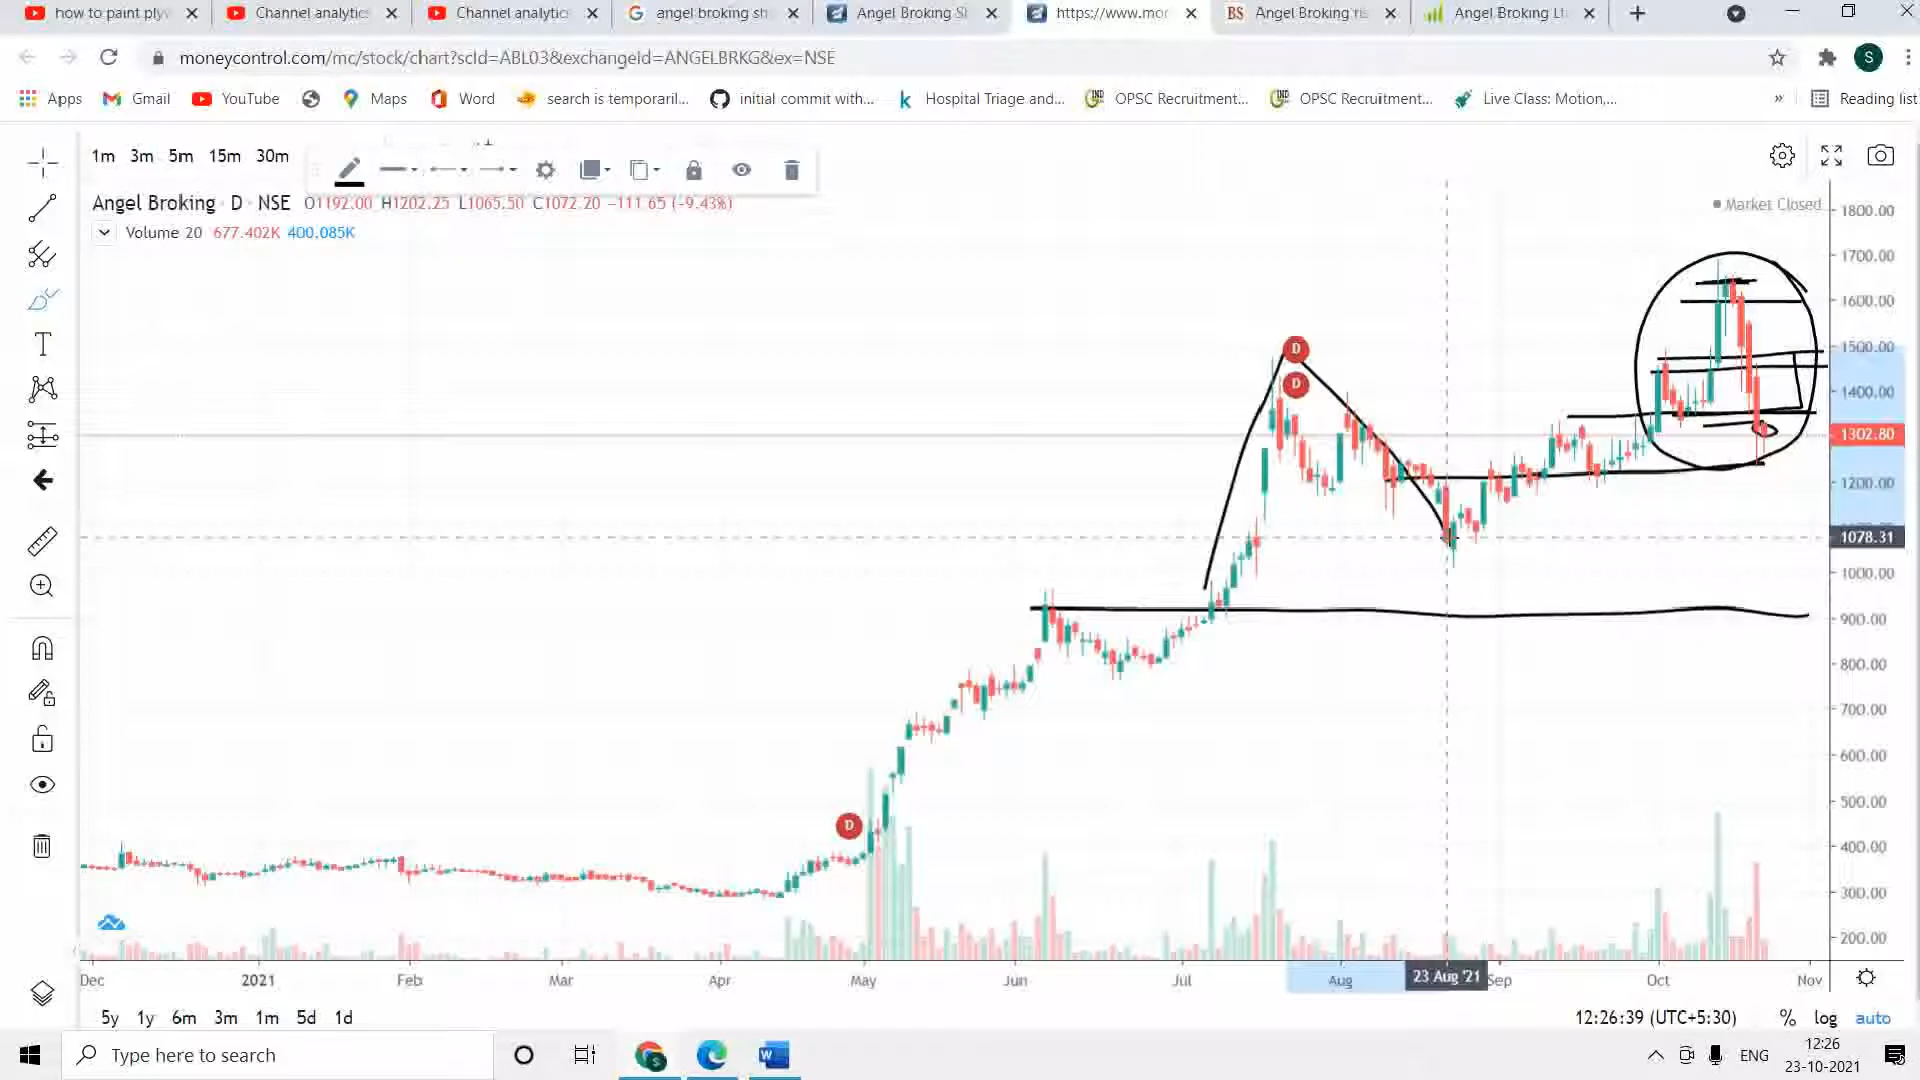 how to paint plyw
Channel analytics
Channel analytics
angel broking sh
Angel Broking Sh
https://www.mon
BS Angel Broking ris
Angel Broking Lt
moneycontrol.com/mc/stock/chart?scId=ABL03&exchangeId=ANGELBRKG&ex=NSE
S
Apps Gmail YouTube Maps Word search is temporaril... initial commit with... Hospital Triage and... OPSC Recruitment... OPSC Recruitment... Live Class: Motion,... » Reading list
1m 3m 5m 15m 30m
Angel Broking · D · NSE O1192.00 H1202.25 L1065.50 C1072.20 −111.65 (−9.43%)
Market Closed
Volume 20 677.402K 400.085K
1800.00
1700.00
1600.00
1500.00
1400.00
1302.80
1200.00
1078.31
1000.00
900.00
800.00
700.00
600.00
500.00
400.00
300.00
200.00
D
D
D
Dec 2021 Feb Mar Apr May Jun Jul Aug 23 Aug '21 Sep Oct Nov
5y 1y 6m 3m 1m 5d 1d
12:26:39 (UTC+5:30) % log auto
Type here to search
ENG
12:26
23-10-2021